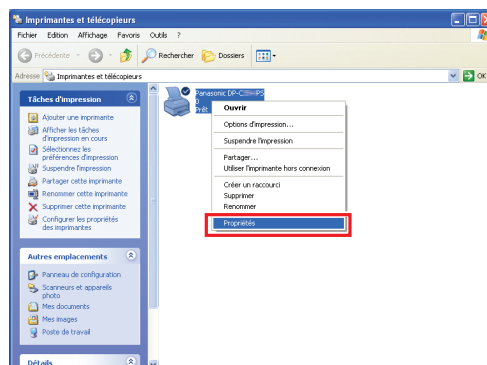 Imprimantes et télécopieurs
Fichier Edition Affichage Favoris Outils ?
Précédente Rechercher Dossiers
Adresse Imprimantes et télécopieurs OK
Tâches d'impression
Ajouter une imprimante
Afficher les tâches
d'impression en cours
Sélectionnez les
préférences d'impression
Suspendre l'impression
Partager cette imprimante
Renommer cette imprimante
Supprimer cette imprimante
Configurer les propriétés
des imprimantes
Autres emplacements
Panneau de configuration
Scanneurs et appareils
photo
Mes documents
Mes images
Poste de travail
Détails
Panasonic DP-C PS
0
Prêt
Ouvrir
Options d'impression...
Suspendre l'impression
Partager...
Utiliser l'imprimante hors connexion
Créer un raccourci
Supprimer
Renommer
Propriétés